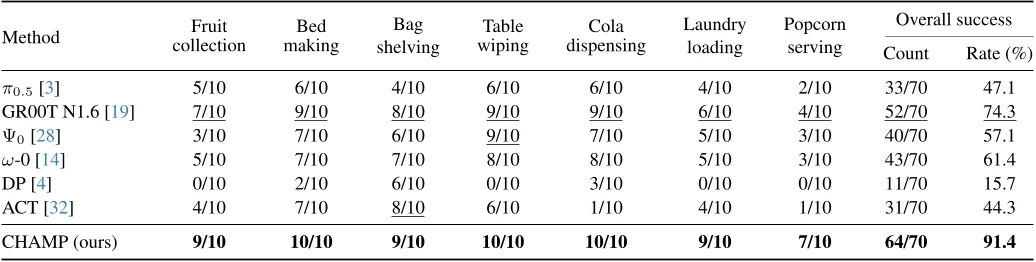 Method Fruit collection Bed making Bag shelving Table wiping Cola dispensing Laundry loading Popcorn serving Overall success
Count Rate (%)
π0.5 [3] 5/10 6/10 4/10 6/10 6/10 4/10 2/10 33/70 47.1
GR00T N1.6 [19] 7/10 9/10 8/10 9/10 9/10 6/10 4/10 52/70 74.3
Ψ0 [28] 3/10 7/10 6/10 9/10 7/10 5/10 3/10 40/70 57.1
ω-0 [14] 5/10 7/10 7/10 8/10 8/10 5/10 3/10 43/70 61.4
DP [4] 0/10 2/10 6/10 0/10 3/10 0/10 0/10 11/70 15.7
ACT [32] 4/10 7/10 8/10 6/10 1/10 4/10 1/10 31/70 44.3
CHAMP (ours) 9/10 10/10 9/10 10/10 10/10 9/10 7/10 64/70 91.4